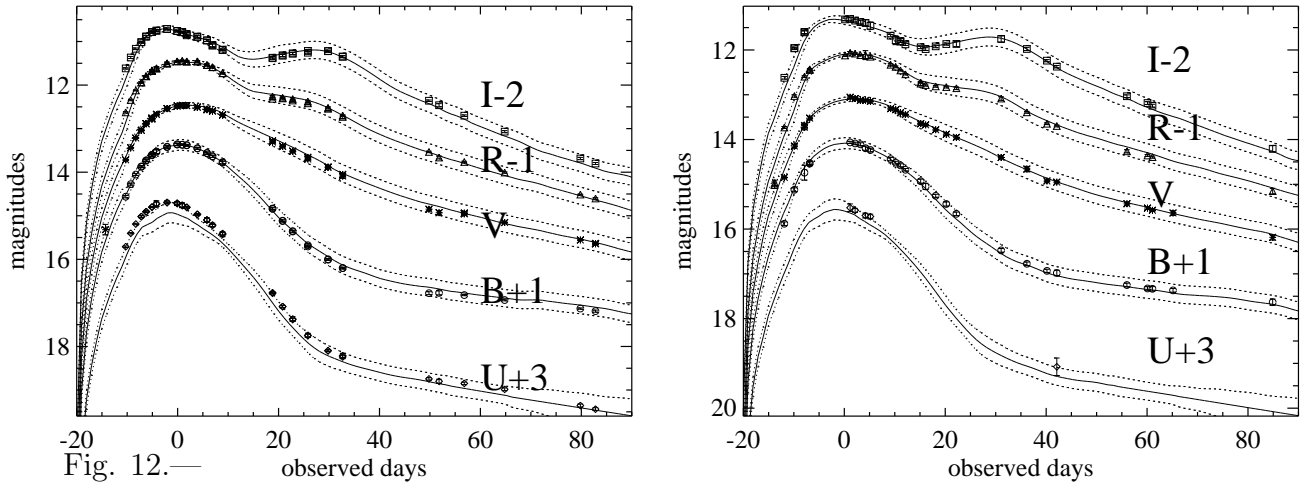 12
14
16
18
magnitudes
I-2
R-1
V
B+1
U+3
-20
0
20
40
60
80
observed days
12
14
16
18
20
magnitudes
I-2
R-1
V
B+1
U+3
-20
0
20
40
60
80
observed days
Fig. 12.—